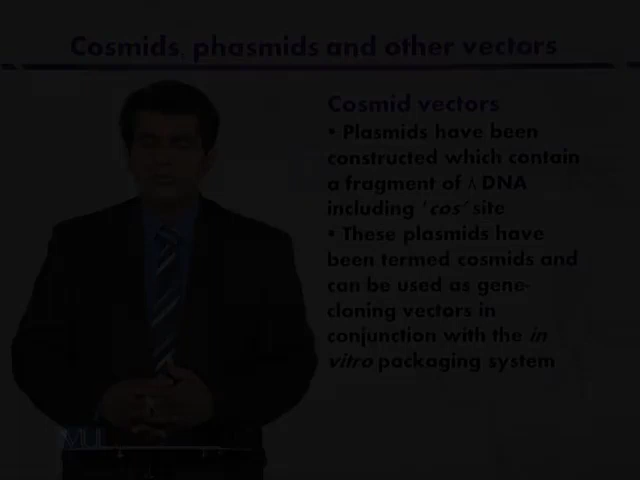 Cosmids, phasmids and other vectors
Cosmid vectors
• Plasmids have been
constructed which contain
a fragment of λ DNA
including ‘cos’ site
• These plasmids have
been termed cosmids and
can be used as gene-
cloning vectors in
conjunction with the in
vitro packaging system